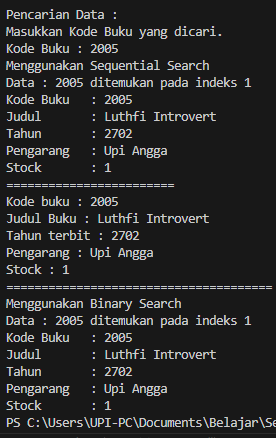 Pencarian Data :
Masukkan Kode Buku yang dicari.
Kode Buku : 2005
Menggunakan Sequential Search
Data : 2005 ditemukan pada indeks 1
Kode Buku   : 2005
Judul       : Luthfi Introvert
Tahun       : 2702
Pengarang   : Upi Angga
Stock       : 1
========================
Kode buku : 2005
Judul Buku : Luthfi Introvert
Tahun terbit : 2702
Pengarang : Upi Angga
Stock : 1
======================================
Menggunakan Binary Search
Data : 2005 ditemukan pada indeks 1
Kode Buku   : 2005
Judul       : Luthfi Introvert
Tahun       : 2702
Pengarang   : Upi Angga
Stock       : 1
PS C:\Users\UPI-PC\Documents\Belajar\Se